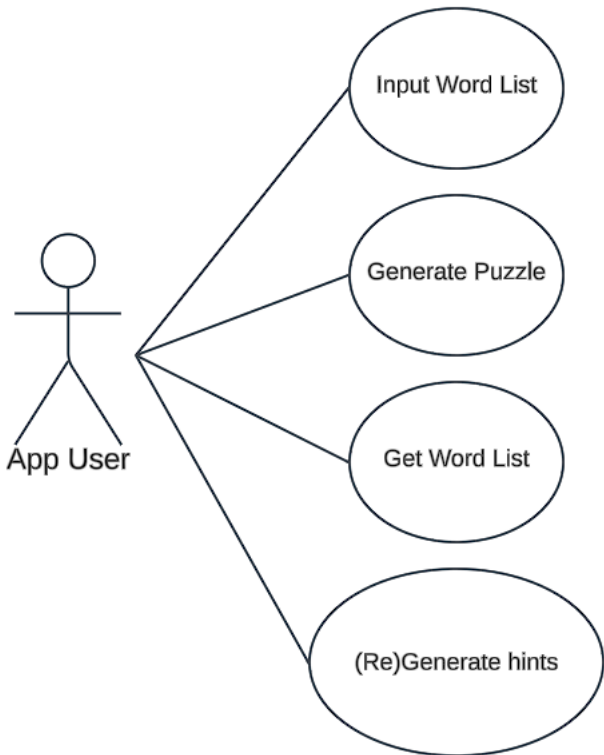 Input Word List
Generate Puzzle
App User
Get Word List
(Re)Generate hints